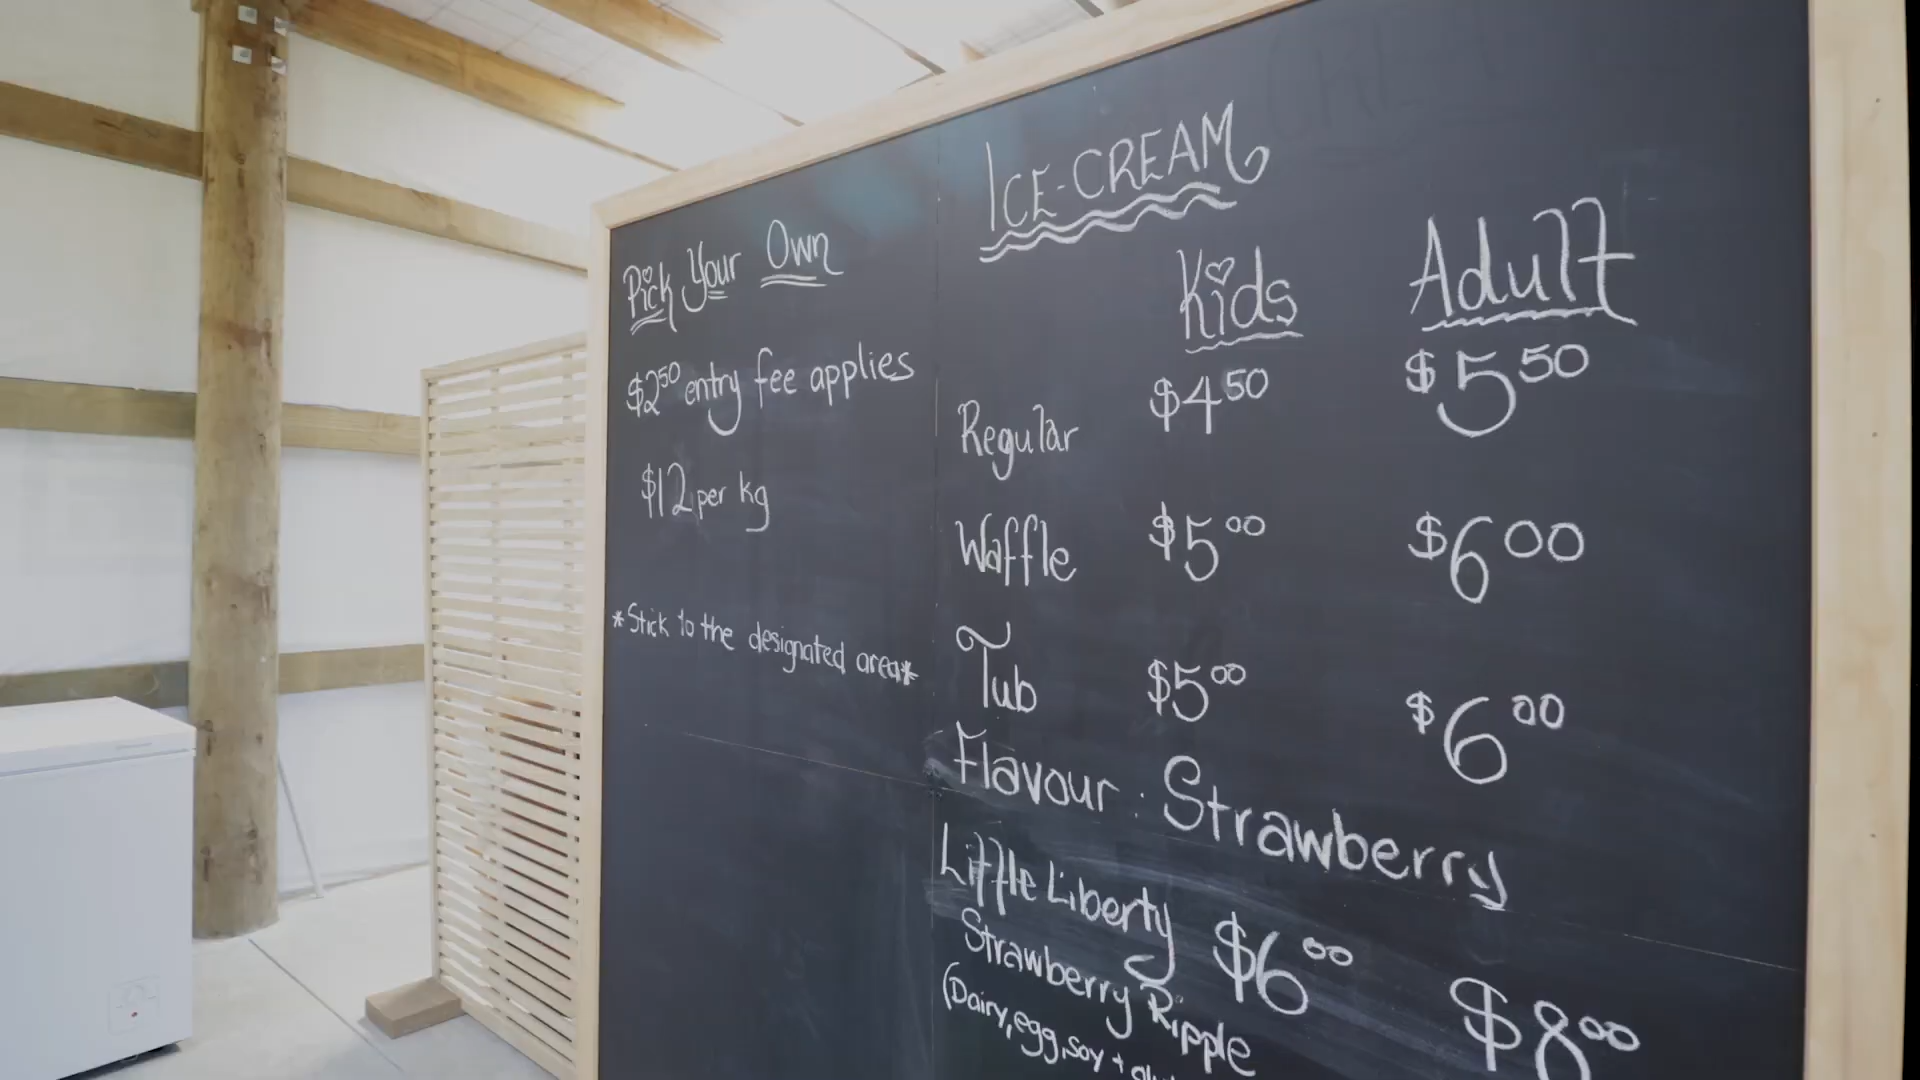 Pick Your Own
$2.50 entry fee applies
$12 per kg
*Stick to the designated area*
ICE-CREAM
Kids Adult
Regular $4.50 $5.50
Waffle $5.00 $6.00
Tub $5.00 $6.00
Flavour : Strawberry
Little Liberty $6.00 $8.00
Strawberry Ripple
(Dairy, egg, soy +